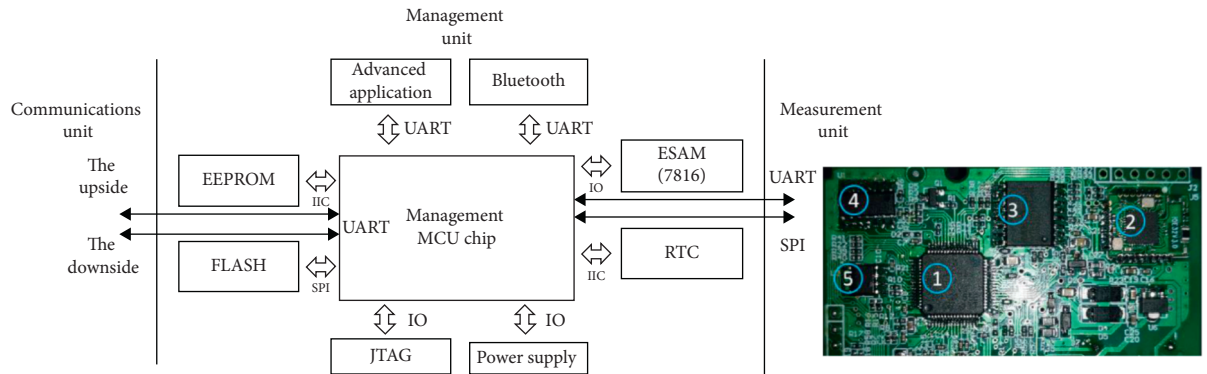 Management
unit
Communications
unit
Advanced
application
Bluetooth
Measurement
unit
UART
UART
The
upside
EEPROM
IIC
ESAM
(7816)
IO
UART
UART
Management
MCU chip
The
downside
FLASH
SPI
RTC
IIC
SPI
IO
IO
JTAG
Power supply
4
3
2
5
1
J2
J5